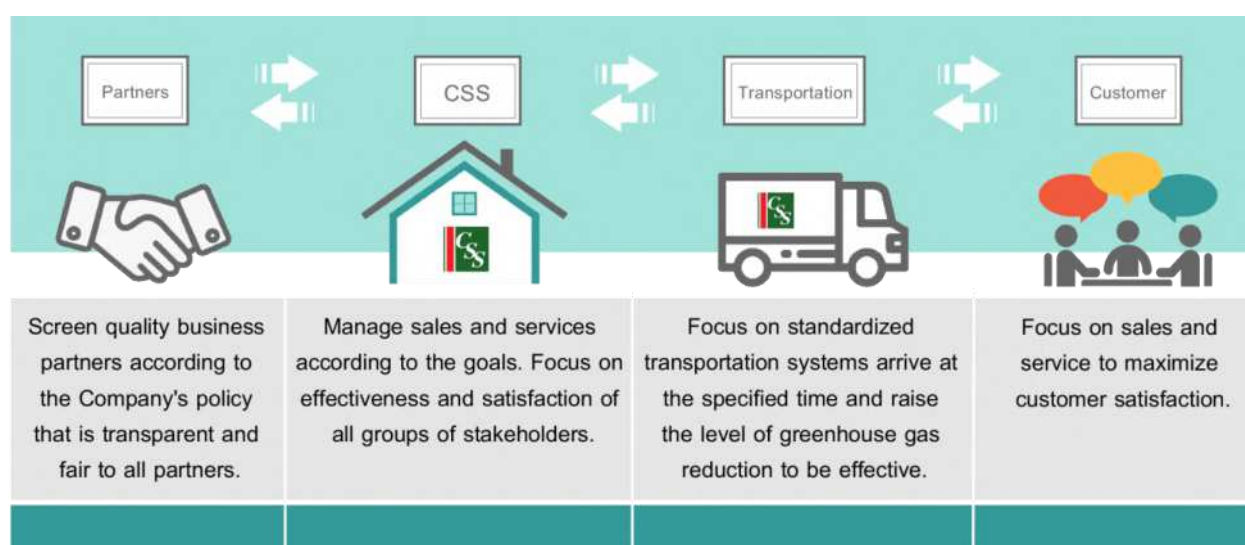 Partners
CSS
Transportation
Customer
CSS
CSS
Screen quality business
partners according to
the Company's policy
that is transparent and
fair to all partners.
Manage sales and services
according to the goals. Focus on
effectiveness and satisfaction of
all groups of stakeholders.
Focus on standardized
transportation systems arrive at
the specified time and raise
the level of greenhouse gas
reduction to be effective.
Focus on sales and
service to maximize
customer satisfaction.